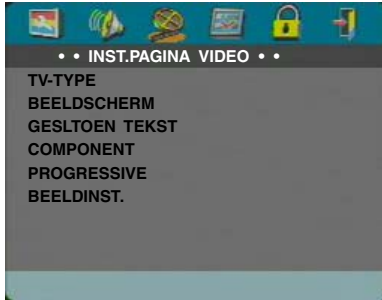 • • INST.PAGINA VIDEO • •
TV-TYPE
BEELDSCHERM
GESLTOEN TEKST
COMPONENT
PROGRESSIVE
BEELDINST.